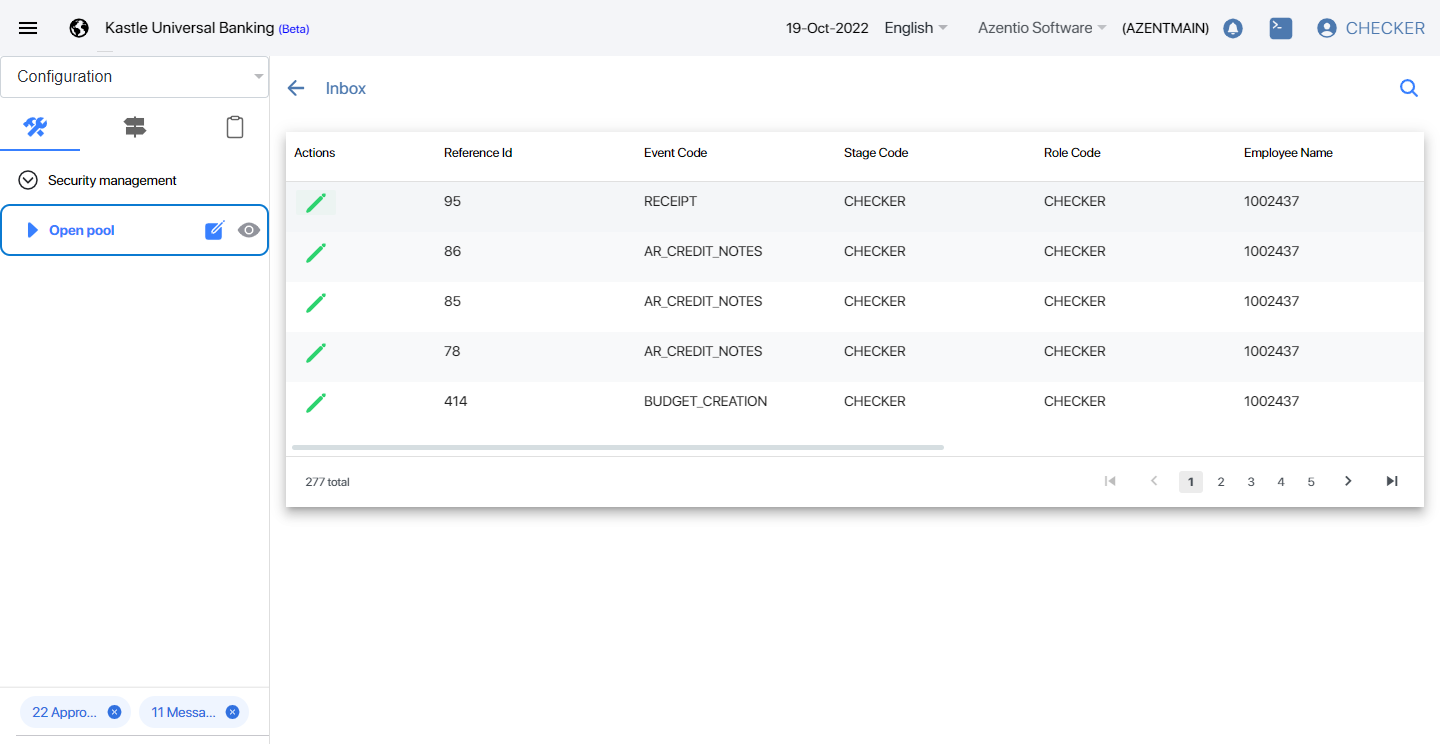 Kastle Universal Banking (Beta)
19-Oct-2022 English Azentio Software (AZENTMAIN) CHECKER
Configuration
Security management
Open pool
22 Appro...
11 Messa...
Inbox
Actions Reference Id Event Code Stage Code Role Code Employee Name
95 RECEIPT CHECKER CHECKER 1002437
86 AR_CREDIT_NOTES CHECKER CHECKER 1002437
85 AR_CREDIT_NOTES CHECKER CHECKER 1002437
78 AR_CREDIT_NOTES CHECKER CHECKER 1002437
414 BUDGET_CREATION CHECKER CHECKER 1002437
277 total 1 2 3 4 5